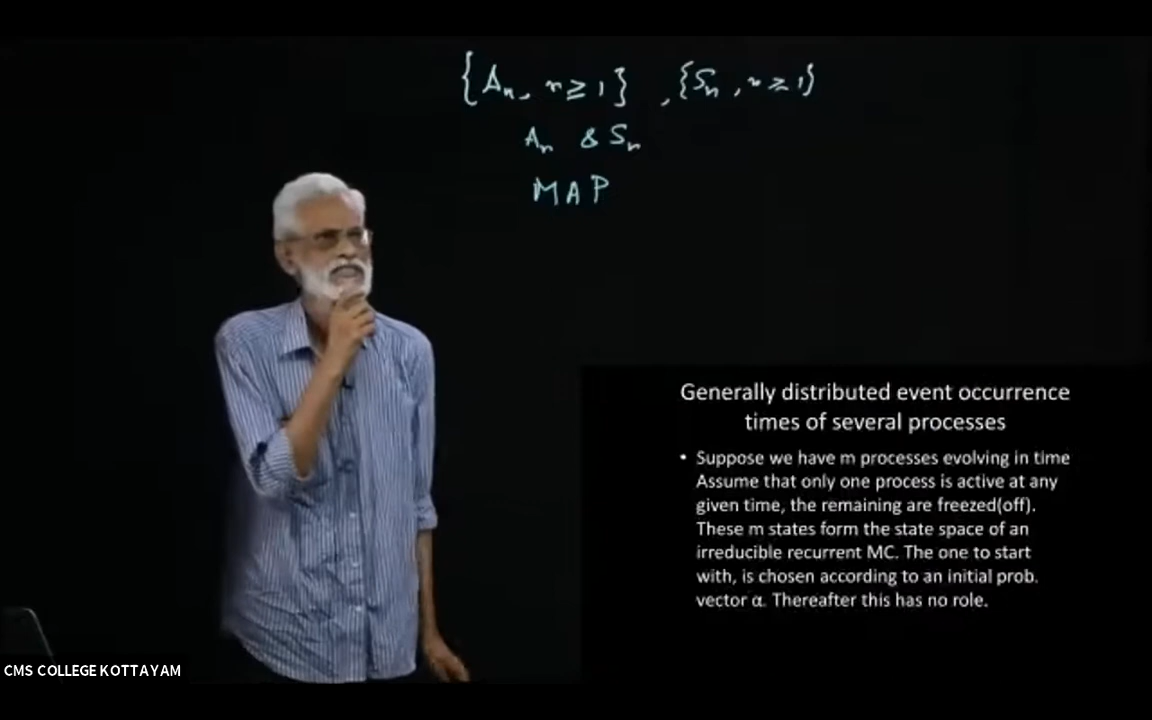 {Aₙ, n ≥ 1}, {Sₙ, n ≥ 1}
Aₙ & Sₙ
MAP
Generally distributed event occurrence
times of several processes
• Suppose we have m processes evolving in time
Assume that only one process is active at any
given time, the remaining are freezed(off).
These m states form the state space of an
irreducible recurrent MC. The one to start
with, is chosen according to an initial prob.
vector α. Thereafter this has no role.
CMS COLLEGE KOTTAYAM